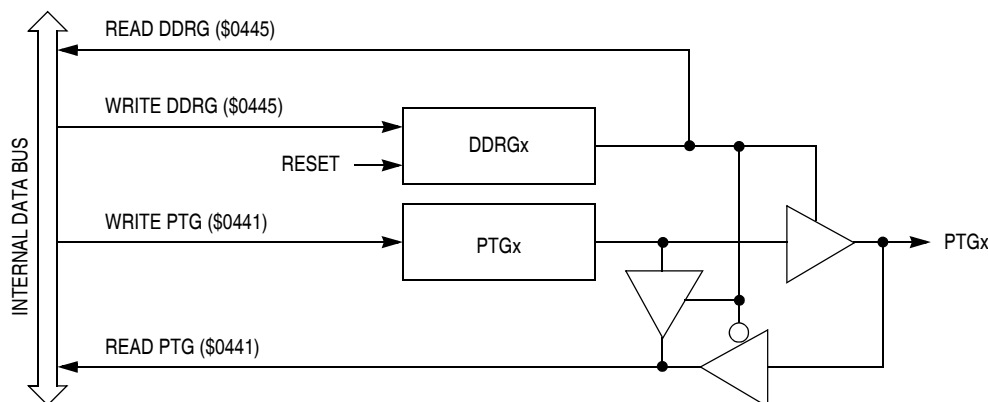 READ DDRG ($0445)
WRITE DDRG ($0445)
DDRGx
RESET
INTERNAL DATA BUS
WRITE PTG ($0441)
PTGx
PTGx
READ PTG ($0441)